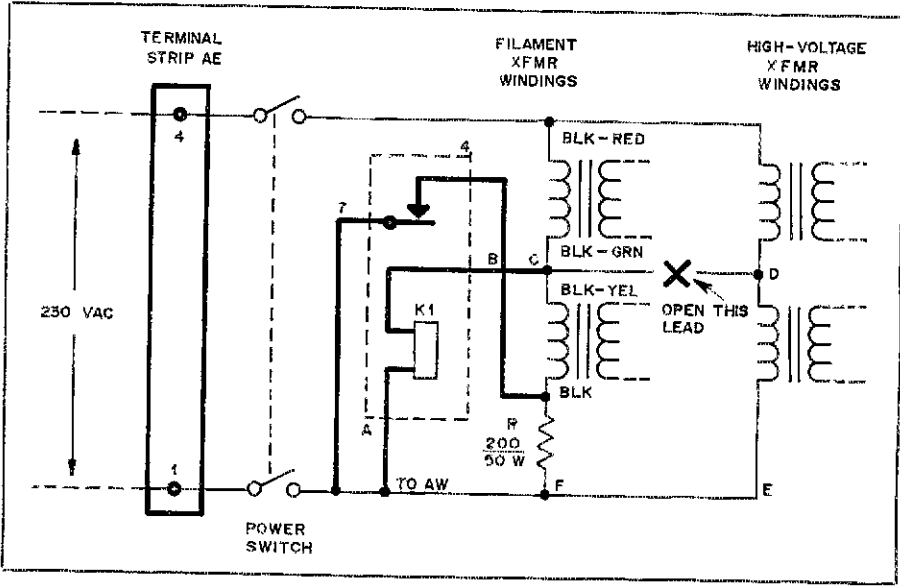 TERMINAL
STRIP AE
FILAMENT
XFMR
WINDINGS
HIGH-VOLTAGE
XFMR
WINDINGS
4
BLK-RED
4
7
BLK-GRN
B
C
D
BLK-YEL
OPEN THIS
LEAD
230 VAC
K1
BLK
A
R
200
50 W
1
TO AW
F
E
POWER
SWITCH